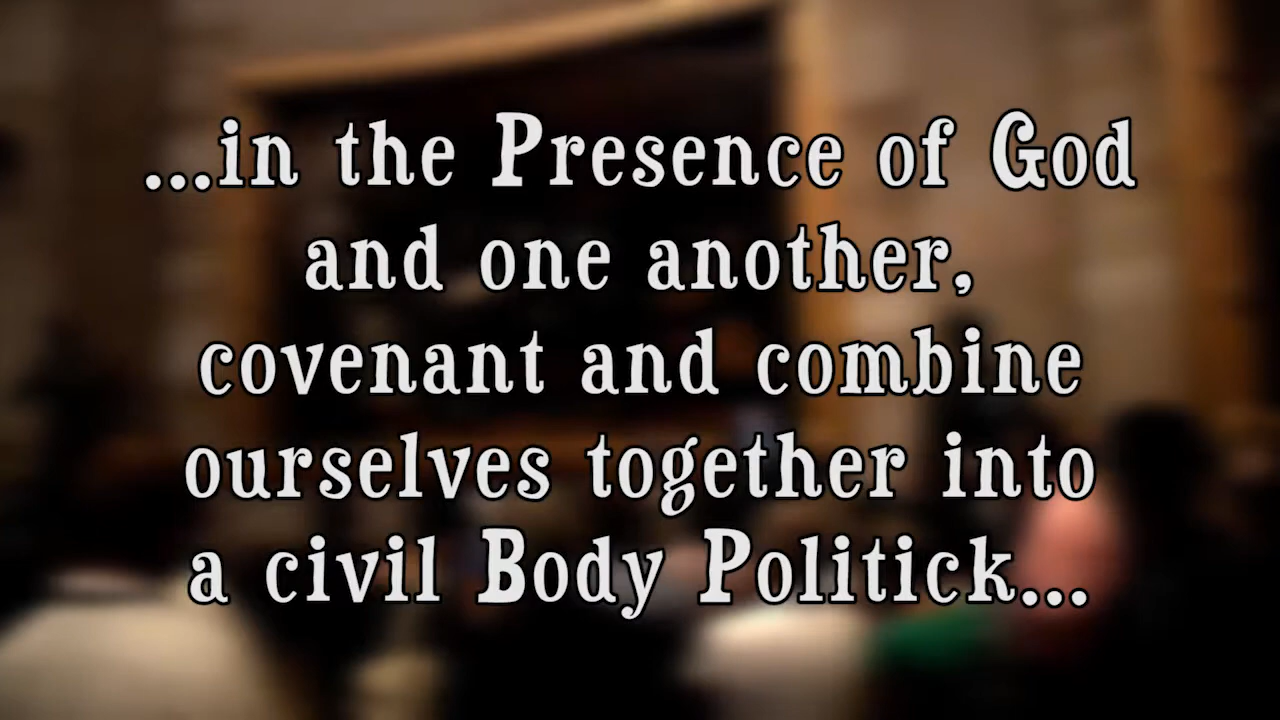 ...in the Presence of God
and one another,
covenant and combine
ourselves together into
a civil Body Politick...